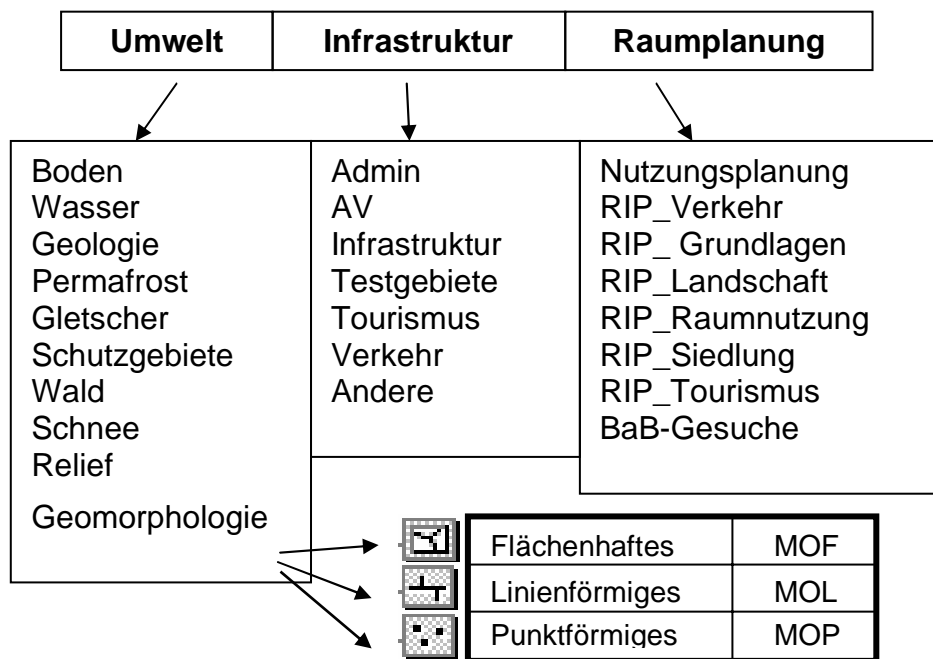 Umwelt Infrastruktur Raumplanung
Boden
Wasser
Geologie
Permafrost
Gletscher
Schutzgebiete
Wald
Schnee
Relief
Geomorphologie
Admin
AV
Infrastruktur
Testgebiete
Tourismus
Verkehr
Andere
Nutzungsplanung
RIP_Verkehr
RIP_ Grundlagen
RIP_Landschaft
RIP_Raumnutzung
RIP_Siedlung
RIP_Tourismus
BaB-Gesuche
Flächenhaftes MOF
Linienförmiges MOL
Punktförmiges MOP